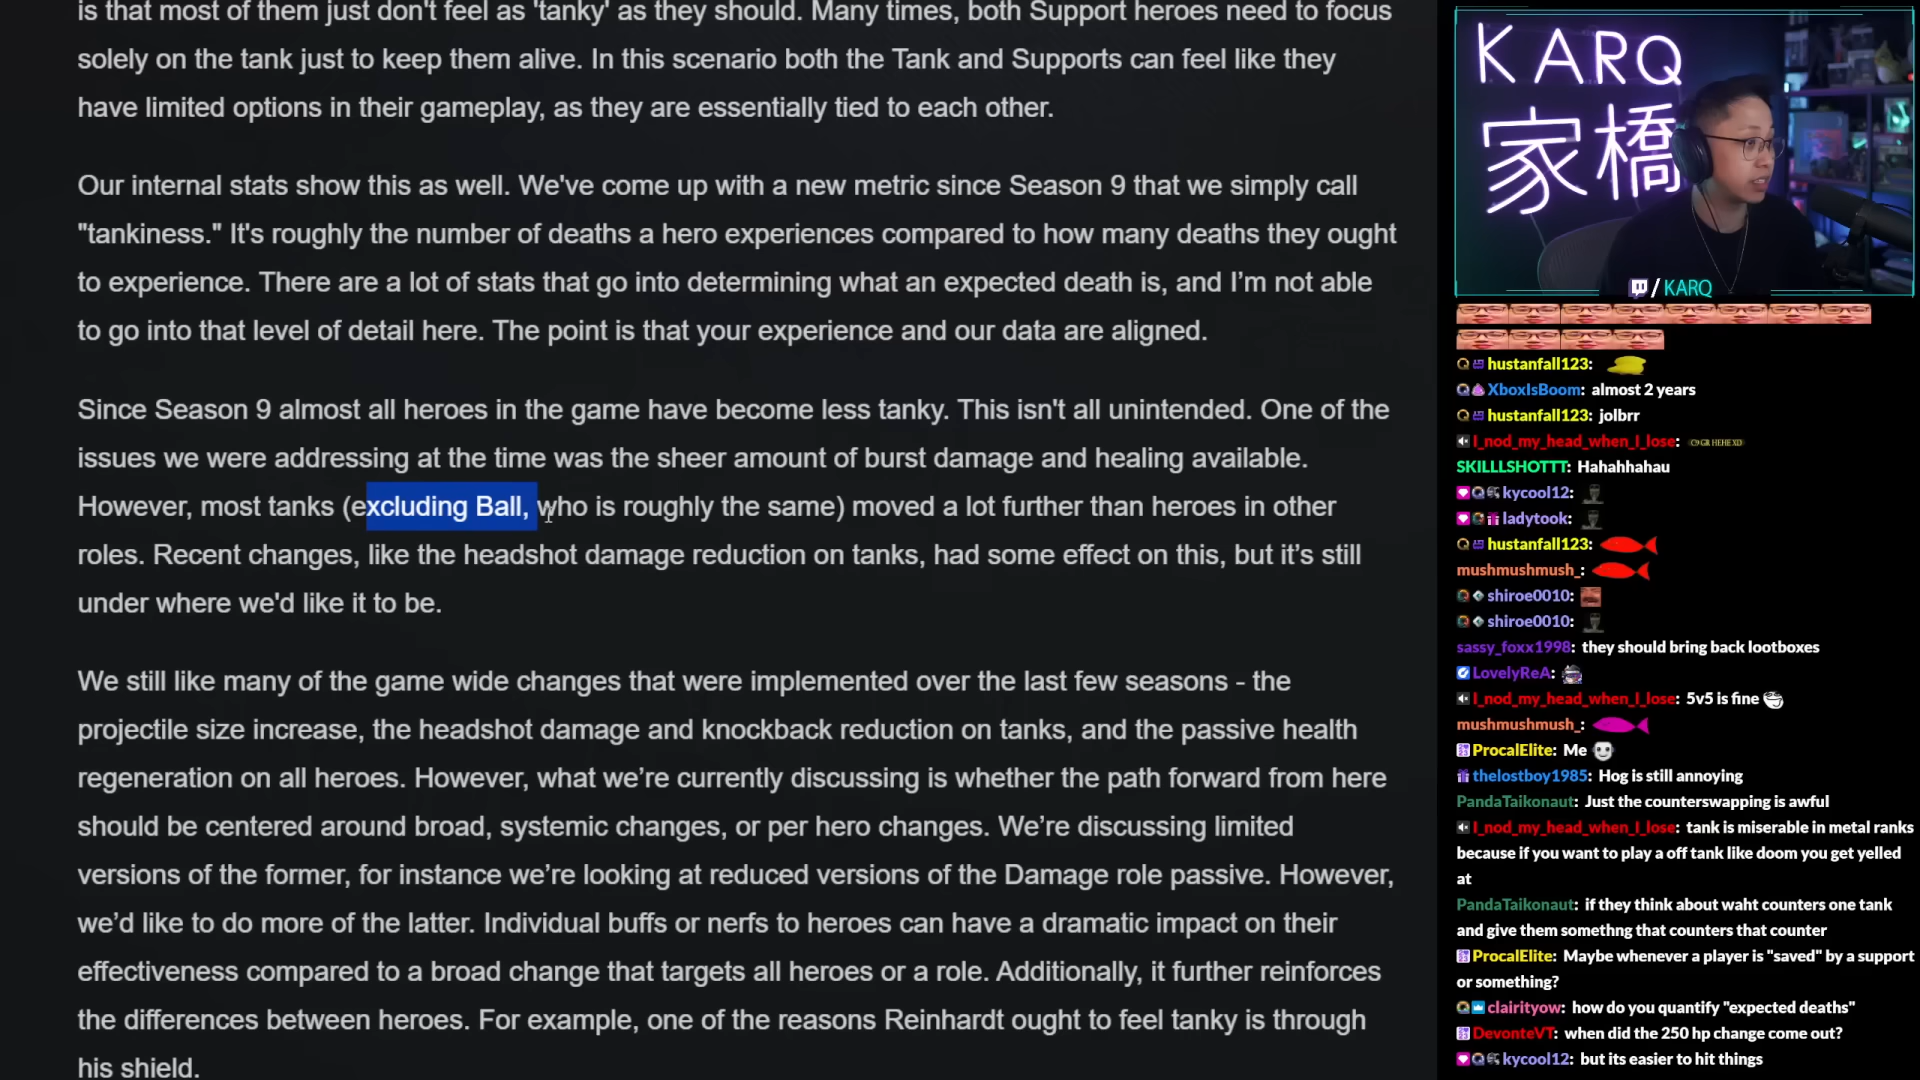 is that most of them just don't feel as 'tanky' as they should. Many times, both Support heroes need to focus
solely on the tank just to keep them alive. In this scenario both the Tank and Supports can feel like they
have limited options in their gameplay, as they are essentially tied to each other.
Our internal stats show this as well. We've come up with a new metric since Season 9 that we simply call
"tankiness." It's roughly the number of deaths a hero experiences compared to how many deaths they ought
to experience. There are a lot of stats that go into determining what an expected death is, and I’m not able
to go into that level of detail here. The point is that your experience and our data are aligned.
Since Season 9 almost all heroes in the game have become less tanky. This isn't all unintended. One of the
issues we were addressing at the time was the sheer amount of burst damage and healing available.
However, most tanks (excluding Ball, who is roughly the same) moved a lot further than heroes in other
roles. Recent changes, like the headshot damage reduction on tanks, had some effect on this, but it’s still
under where we'd like it to be.
We still like many of the game wide changes that were implemented over the last few seasons - the
projectile size increase, the headshot damage and knockback reduction on tanks, and the passive health
regeneration on all heroes. However, what we’re currently discussing is whether the path forward from here
should be centered around broad, systemic changes, or per hero changes. We’re discussing limited
versions of the former, for instance we’re looking at reduced versions of the Damage role passive. However,
we’d like to do more of the latter. Individual buffs or nerfs to heroes can have a dramatic impact on their
effectiveness compared to a broad change that targets all heroes or a role. Additionally, it further reinforces
the differences between heroes. For example, one of the reasons Reinhardt ought to feel tanky is through
his shield.
KARQ
家橋
/ KARQ
hustanfall123:
XboxIsBoom: almost 2 years
hustanfall123: jolbrr
I_nod_my_head_when_I_lose:
SKILLLSHOTTT: Hahahhahau
kycool12:
ladytook:
hustanfall123:
mushmushmush_:
shiroe0010:
shiroe0010:
sassy_foxx1998: they should bring back lootboxes
LovelyReA:
I_nod_my_head_when_I_lose: 5v5 is fine
mushmushmush_:
ProcalElite: Me
thelostboy1985: Hog is still annoying
PandaTaikonaut: Just the counterswapping is awful
I_nod_my_head_when_I_lose: tank is miserable in metal ranks
because if you want to play a off tank like doom you get yelled
at
PandaTaikonaut: if they think about waht counters one tank
and give them somethng that counters that counter
ProcalElite: Maybe whenever a player is "saved" by a support
or something?
clairityow: how do you quantify "expected deaths"
DevonteVT: when did the 250 hp change come out?
kycool12: but its easier to hit things